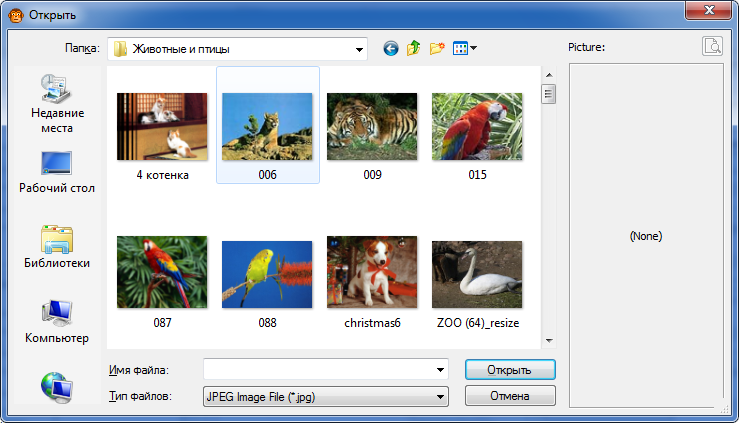 Открыть
Папка:
Животные и птицы
Picture:
Недавние
места
Рабочий стол
Библиотеки
Компьютер
4 котенка
006
009
015
087
088
christmas6
ZOO (64)_resize
(None)
Имя файла:
Открыть
Тип файлов:
JPEG Image File (*.jpg)
Отмена